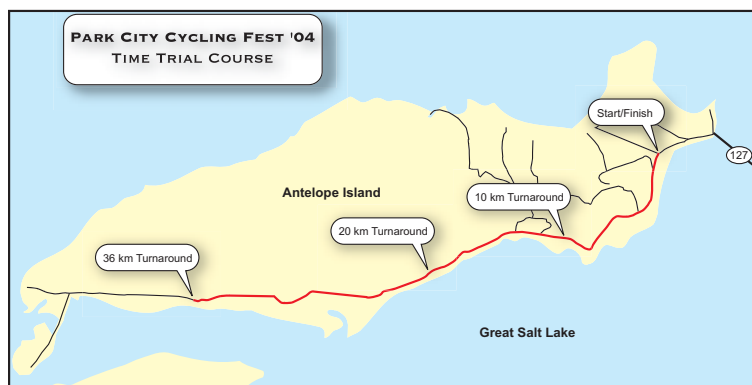 PARK CITY CYCLING FEST '04
TIME TRIAL COURSE
Start/Finish
127
Antelope Island
10 km Turnaround
20 km Turnaround
36 km Turnaround
Great Salt Lake